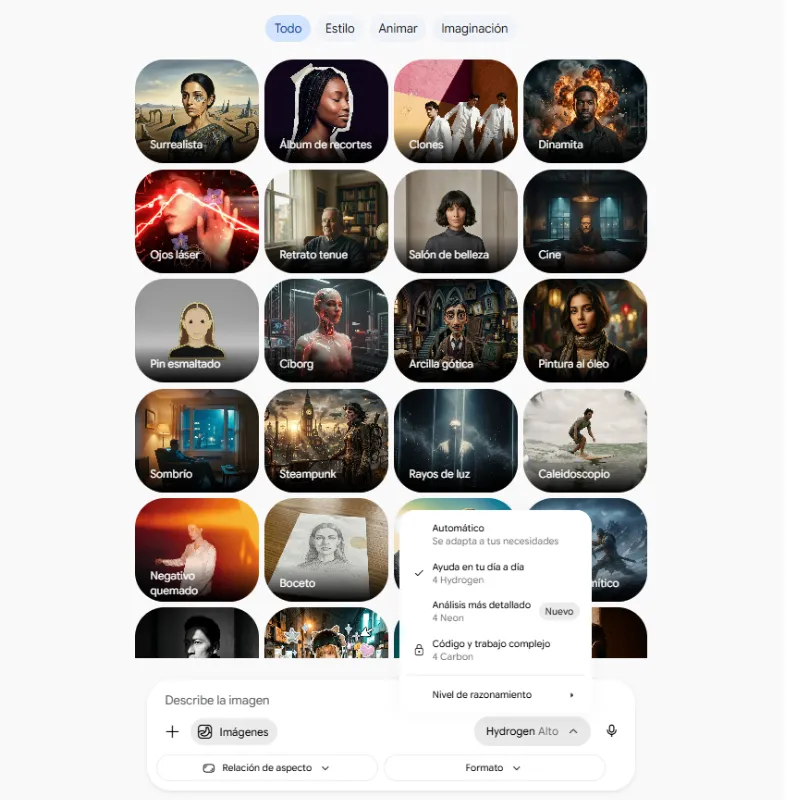 Todo
Estilo
Animar
Imaginación
Surrealista
Álbum de recortes
Clones
Dinamita
Ojos láser
Retrato tenue
Salón de belleza
Cine
Pin esmaltado
Cíborg
Arcilla gótica
Pintura al óleo
Sombrío
Steampunk
Rayos de luz
Caleidoscopio
Negativo
quemado
Boceto
Automático
Se adapta a tus necesidades
Ayuda en tu día a día
4 Hydrogen
Análisis más detallado
4 Neon
Nuevo
Código y trabajo complejo
4 Carbon
Nivel de razonamiento
Describe la imagen
Imágenes
Hydrogen Alto
Relación de aspecto
Formato